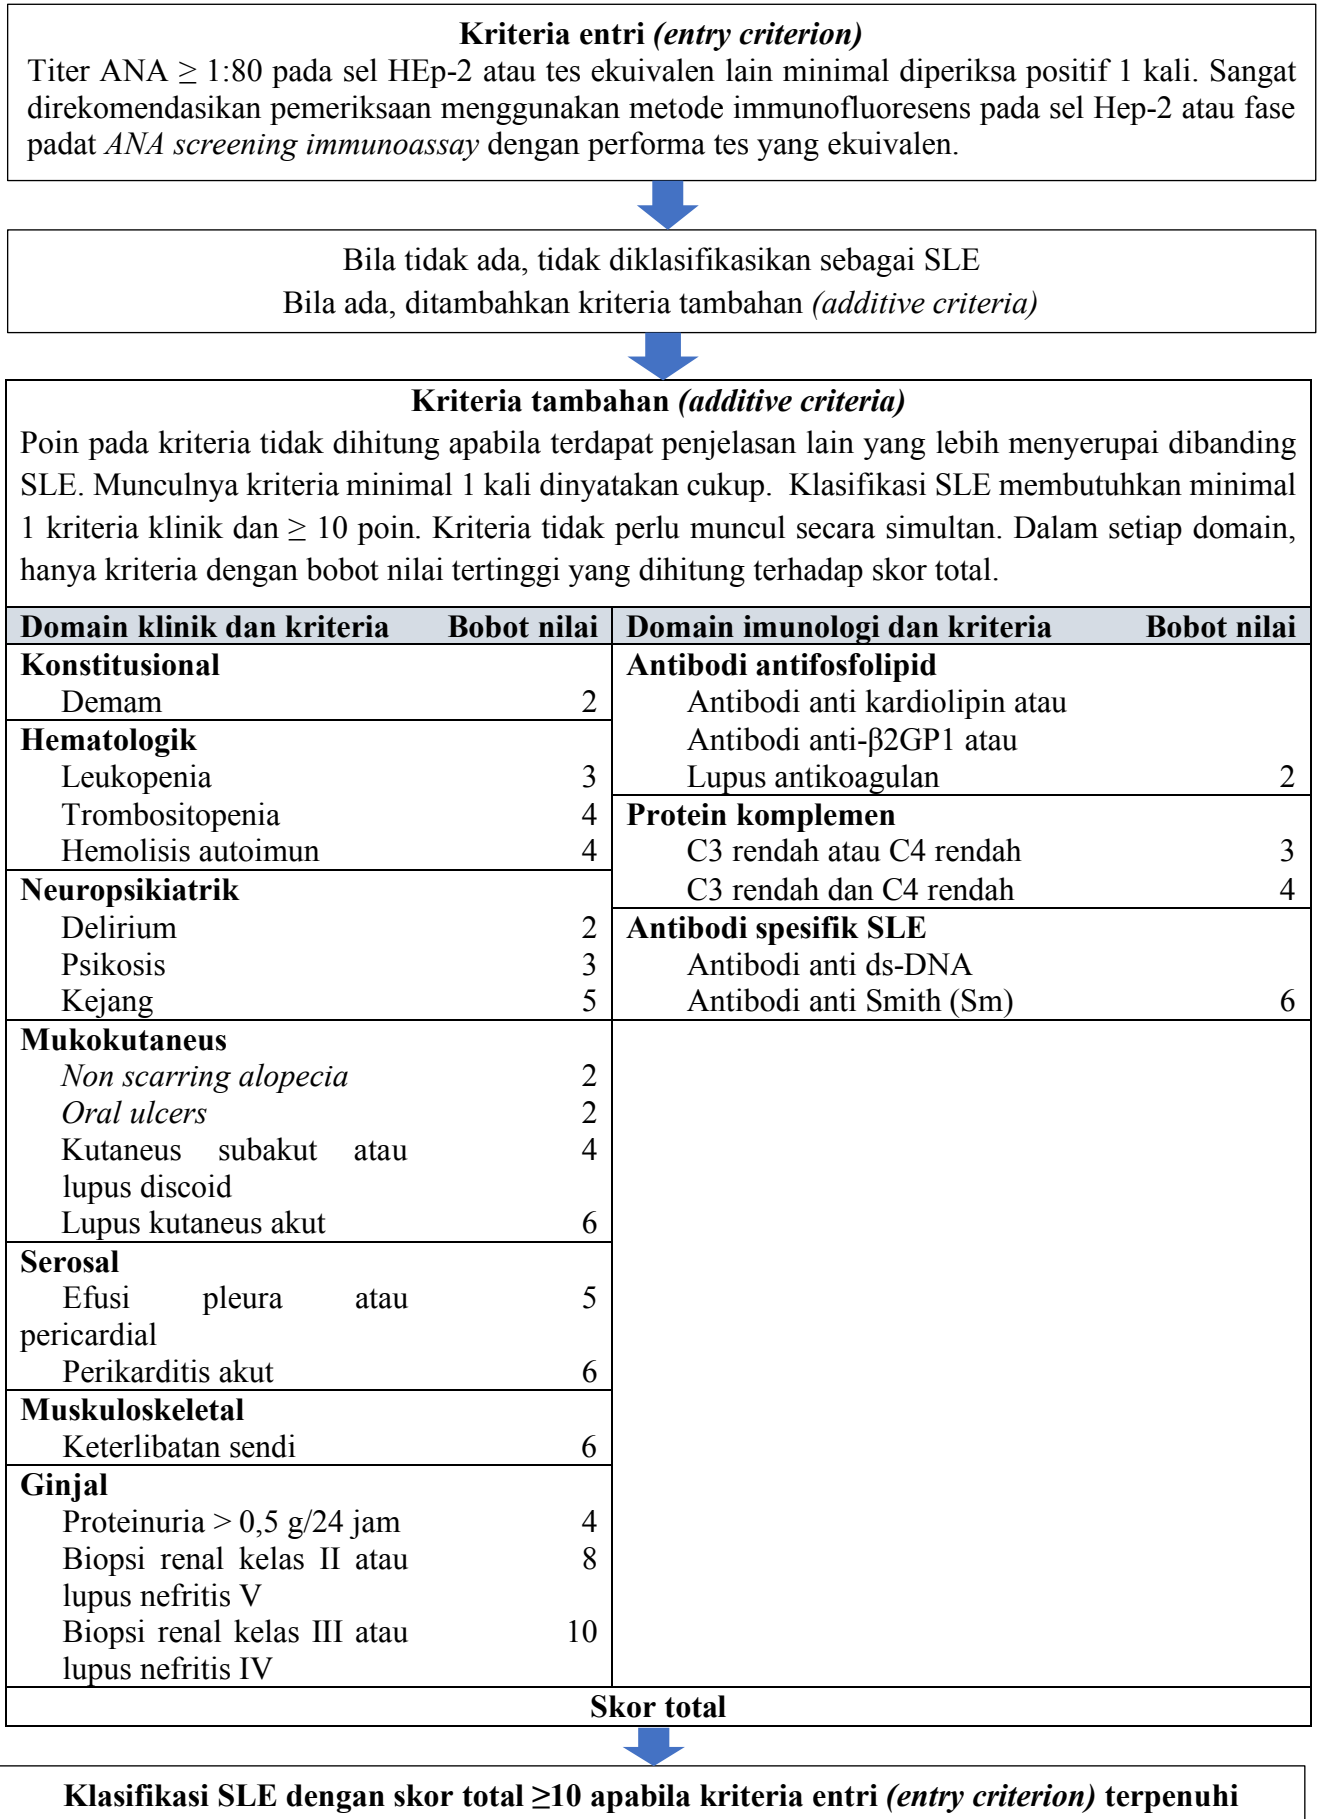 Kriteria entri (entry criterion)
Titer ANA ≥ 1:80 pada sel HEp-2 atau tes ekuivalen lain minimal diperiksa positif 1 kali. Sangat
direkomendasikan pemeriksaan menggunakan metode immunofluoresens pada sel Hep-2 atau fase
padat ANA screening immunoassay dengan performa tes yang ekuivalen.
Bila tidak ada, tidak diklasifikasikan sebagai SLE
Bila ada, ditambahkan kriteria tambahan (additive criteria)
Kriteria tambahan (additive criteria)
Poin pada kriteria tidak dihitung apabila terdapat penjelasan lain yang lebih menyerupai dibanding
SLE. Munculnya kriteria minimal 1 kali dinyatakan cukup. Klasifikasi SLE membutuhkan minimal
1 kriteria klinik dan ≥ 10 poin. Kriteria tidak perlu muncul secara simultan. Dalam setiap domain,
hanya kriteria dengan bobot nilai tertinggi yang dihitung terhadap skor total.
Domain klinik dan kriteria Bobot nilai
Konstitusional
Demam 2
Hematologik
Leukopenia 3
Trombositopenia 4
Hemolisis autoimun 4
Neuropsikiatrik
Delirium 2
Psikosis 3
Kejang 5
Mukokutaneus
Non scarring alopecia 2
Oral ulcers 2
Kutaneus subakut atau 4
lupus discoid
Lupus kutaneus akut 6
Serosal
Efusi pleura atau 5
pericardial
Perikarditis akut 6
Muskuloskeletal
Keterlibatan sendi 6
Ginjal
Proteinuria > 0,5 g/24 jam 4
Biopsi renal kelas II atau 8
lupus nefritis V
Biopsi renal kelas III atau 10
lupus nefritis IV
Domain imunologi dan kriteria Bobot nilai
Antibodi antifosfolipid
Antibodi anti kardiolipin atau
Antibodi anti-β2GP1 atau
Lupus antikoagulan 2
Protein komplemen
C3 rendah atau C4 rendah 3
C3 rendah dan C4 rendah 4
Antibodi spesifik SLE
Antibodi anti ds-DNA
Antibodi anti Smith (Sm) 6
Skor total
Klasifikasi SLE dengan skor total ≥10 apabila kriteria entri (entry criterion) terpenuhi